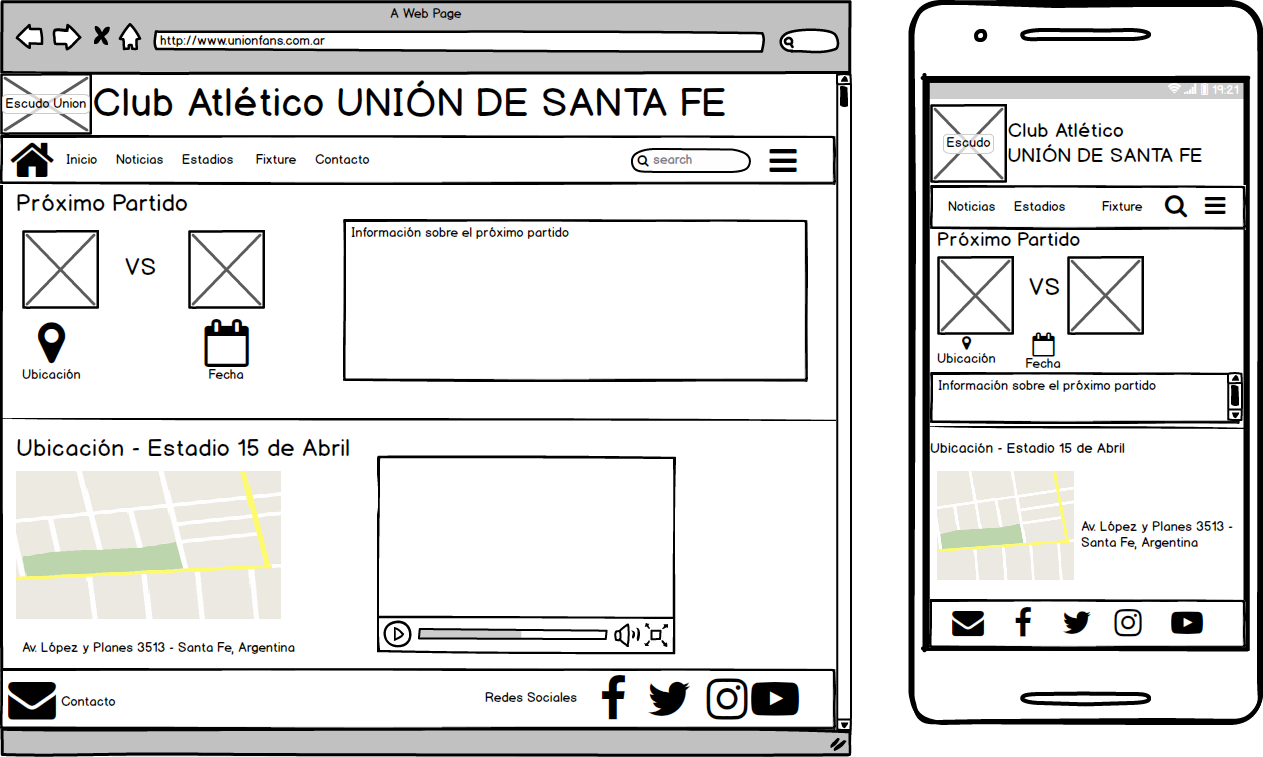 A Web Page
http://www.unionfans.com.ar
Escudo Union
Club Atlético UNIÓN DE SANTA FE
Inicio Noticias Estadios Fixture Contacto search
Próximo Partido
VS
Información sobre el próximo partido
Ubicación Fecha
Ubicación - Estadio 15 de Abril
Av. López y Planes 3513 - Santa Fe, Argentina
Contacto Redes Sociales
19:21
Escudo
Club Atlético
UNIÓN DE SANTA FE
Noticias Estadios Fixture
Próximo Partido
VS
Ubicación Fecha
Información sobre el próximo partido
Ubicación - Estadio 15 de Abril
Av. López y Planes 3513 -
Santa Fe, Argentina